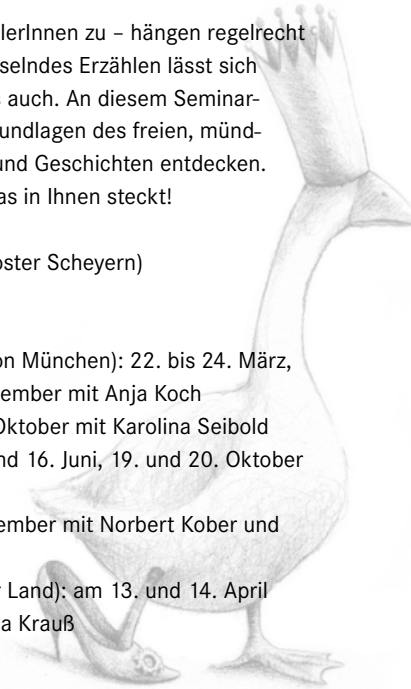 lerInnen zu – hängen regelrecht
selndes Erzählen lässt sich
auch. An diesem Seminar-
undlagen des freien, münd-
und Geschichten entdecken.
as in Ihnen steckt!
oster Scheyern)
on München): 22. bis 24. März,
ember mit Anja Koch
Oktober mit Karolina Seibold
nd 16. Juni, 19. und 20. Oktober
ember mit Norbert Kober und
r Land): am 13. und 14. April
a Krauß